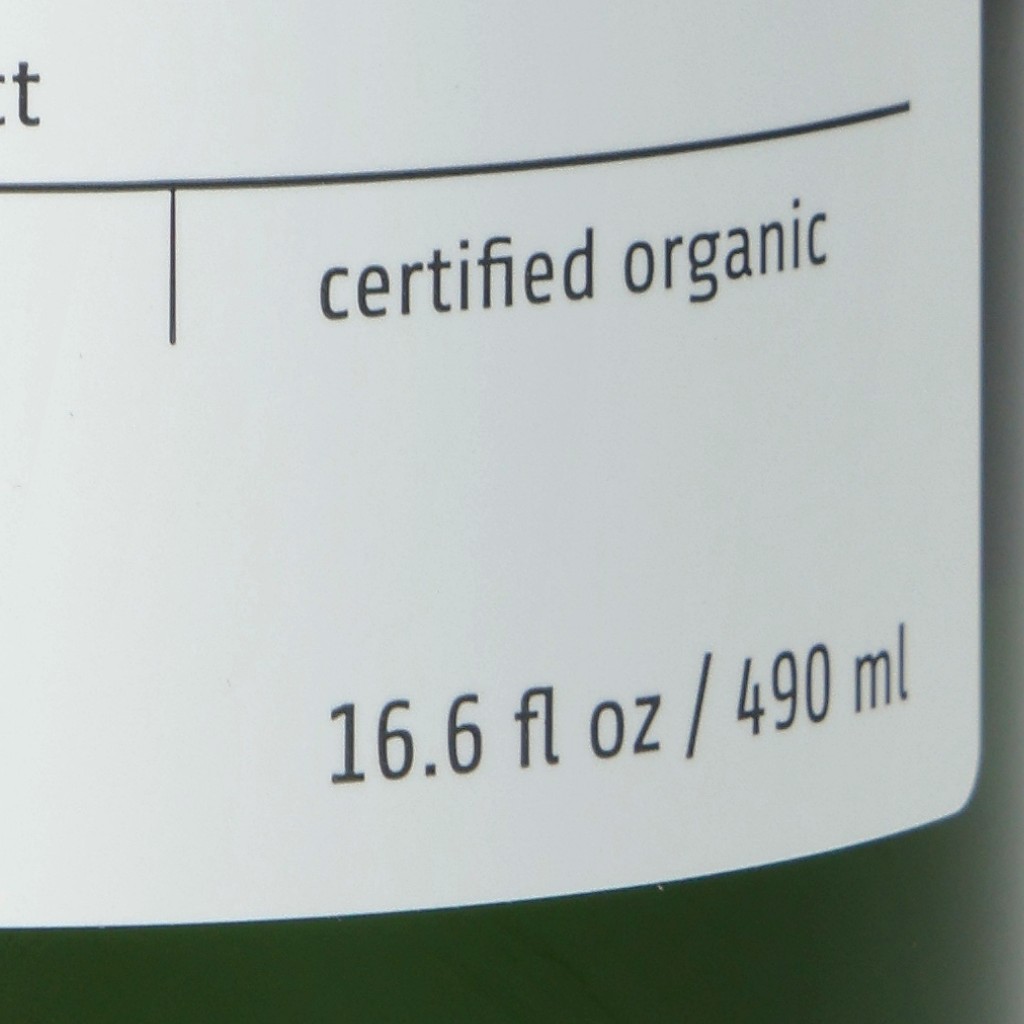 certified organic
16.6 fl oz / 490 ml